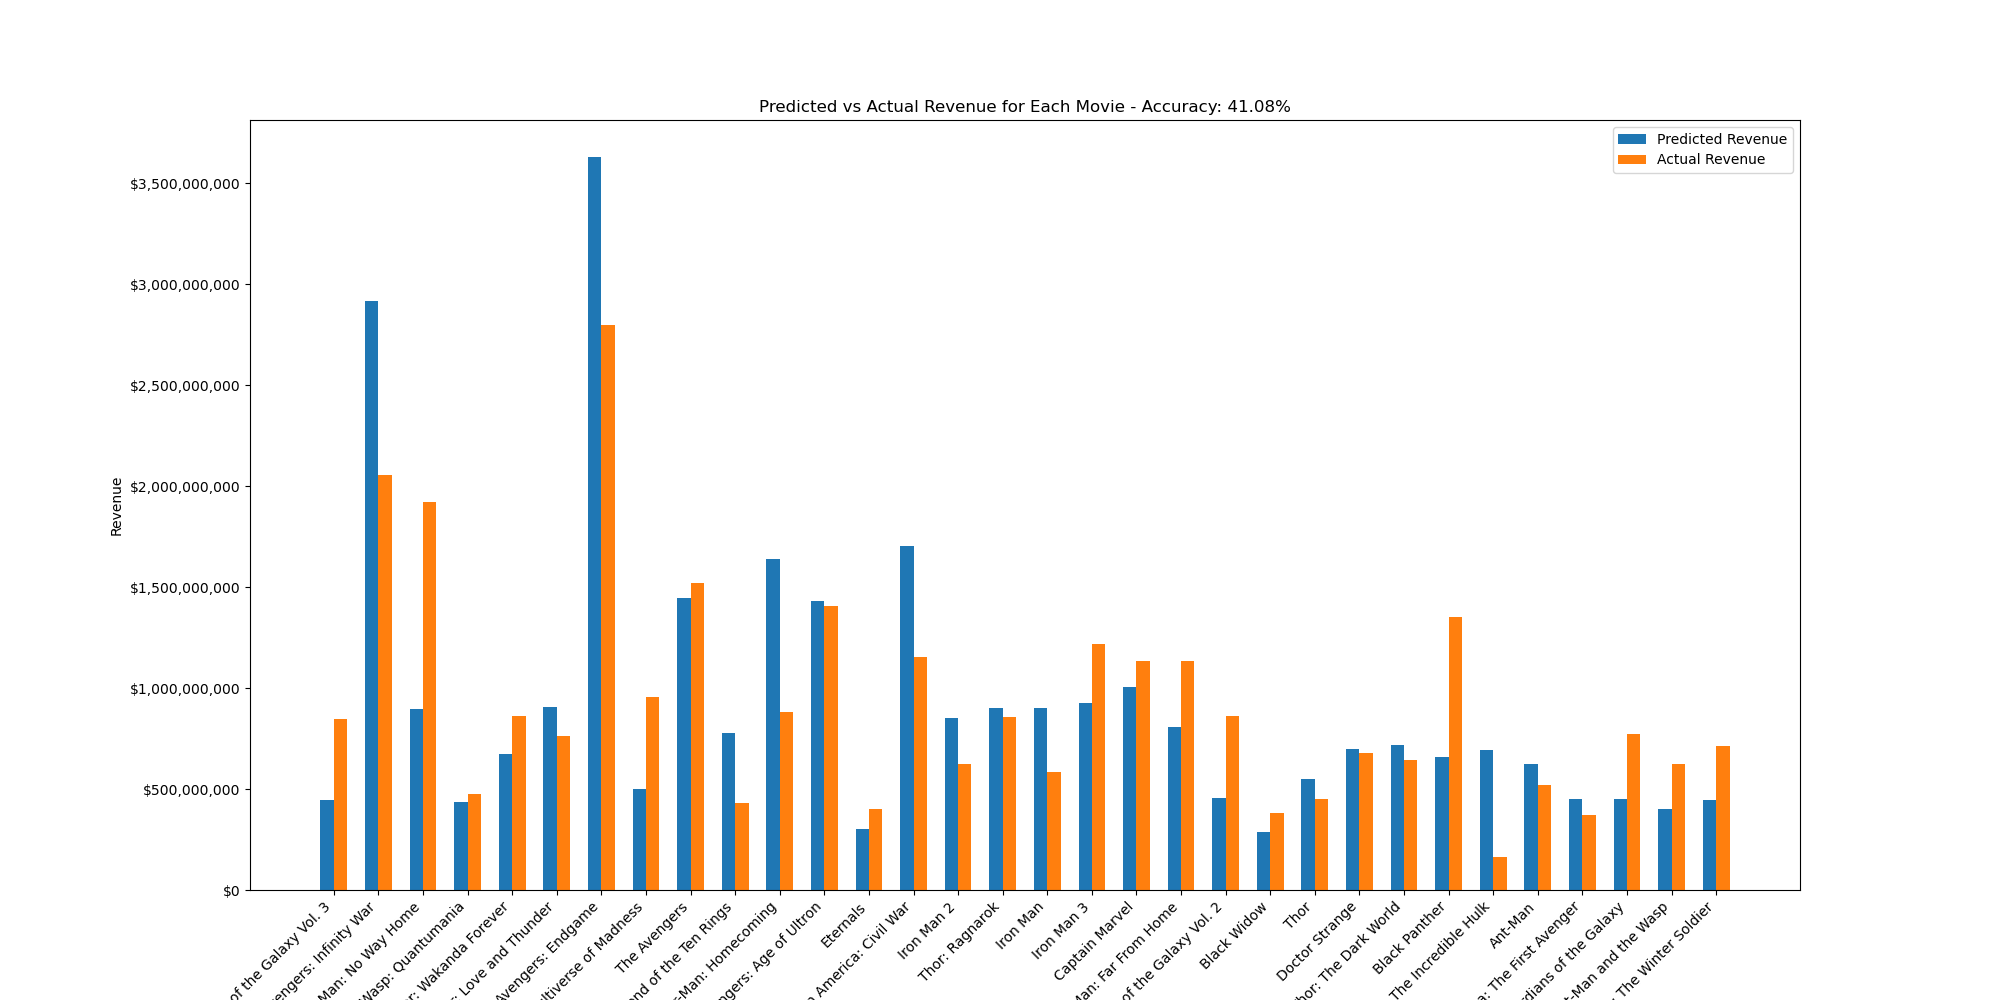 Predicted vs Actual Revenue for Each Movie - Accuracy: 41.08%
Predicted Revenue
Actual Revenue
$3,500,000,000
$3,000,000,000
$2,500,000,000
$2,000,000,000
$1,500,000,000
$1,000,000,000
$500,000,000
$0
Revenue
of the Galaxy Vol. 3
engers: Infinity War
Man: No Way Home
Wasp: Quantumania
r: Wakanda Forever
: Love and Thunder
Avengers: Endgame
ultiverse of Madness
The Avengers
end of the Ten Rings
r-Man: Homecoming
ngers: Age of Ultron
Eternals
n America: Civil War
Iron Man 2
Thor: Ragnarok
Iron Man
Iron Man 3
Captain Marvel
Man: Far From Home
of the Galaxy Vol. 2
Black Widow
Thor
Doctor Strange
hor: The Dark World
Black Panther
The Incredible Hulk
Ant-Man
a: The First Avenger
rdians of the Galaxy
t-Man and the Wasp
: The Winter Soldier